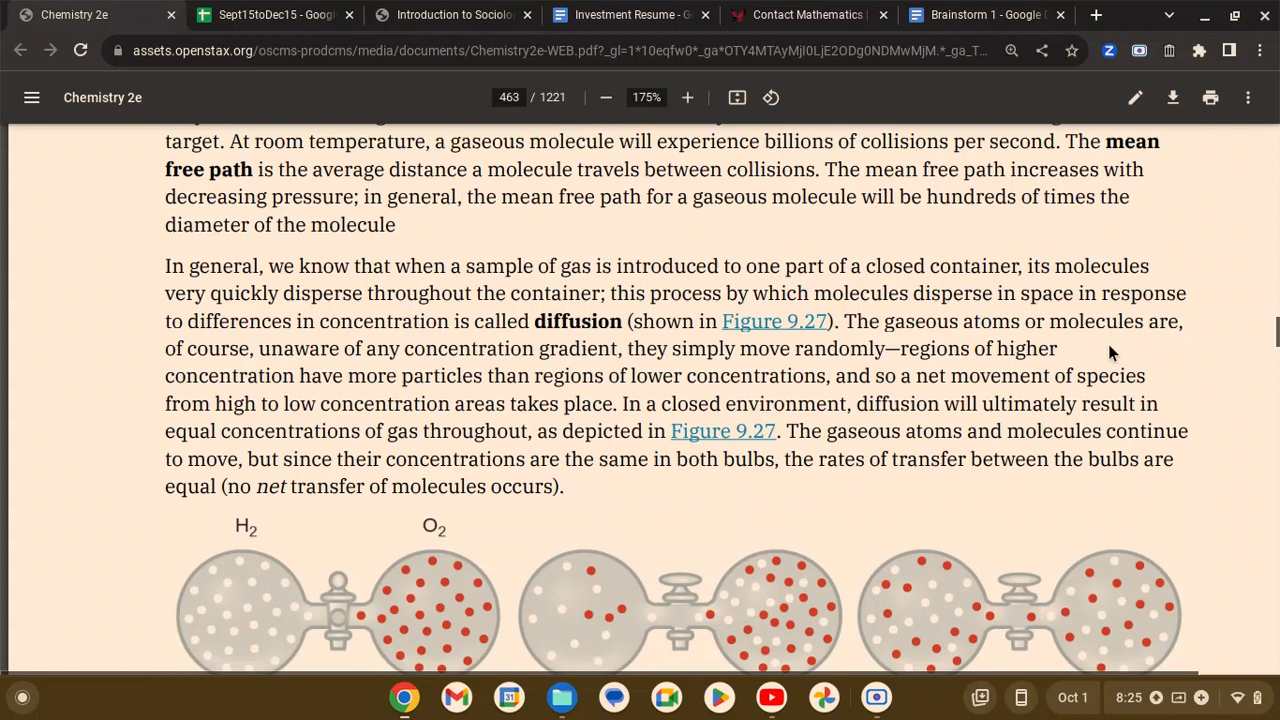 Chemistry 2e
Sept15toDec15 - Googl
Introduction to Sociolo
Investment Resume - G
Contact Mathematics
Brainstorm 1 - Google D
Chemistry 2e
463 / 1221
175%
target. At room temperature, a gaseous molecule will experience billions of collisions per second. The mean
free path is the average distance a molecule travels between collisions. The mean free path increases with
decreasing pressure; in general, the mean free path for a gaseous molecule will be hundreds of times the
diameter of the molecule
In general, we know that when a sample of gas is introduced to one part of a closed container, its molecules
very quickly disperse throughout the container; this process by which molecules disperse in space in response
to differences in concentration is called diffusion (shown in Figure 9.27). The gaseous atoms or molecules are,
of course, unaware of any concentration gradient, they simply move randomly—regions of higher
concentration have more particles than regions of lower concentrations, and so a net movement of species
from high to low concentration areas takes place. In a closed environment, diffusion will ultimately result in
equal concentrations of gas throughout, as depicted in Figure 9.27. The gaseous atoms and molecules continue
to move, but since their concentrations are the same in both bulbs, the rates of transfer between the bulbs are
equal (no net transfer of molecules occurs).
H2
O2
Oct 1
8:25